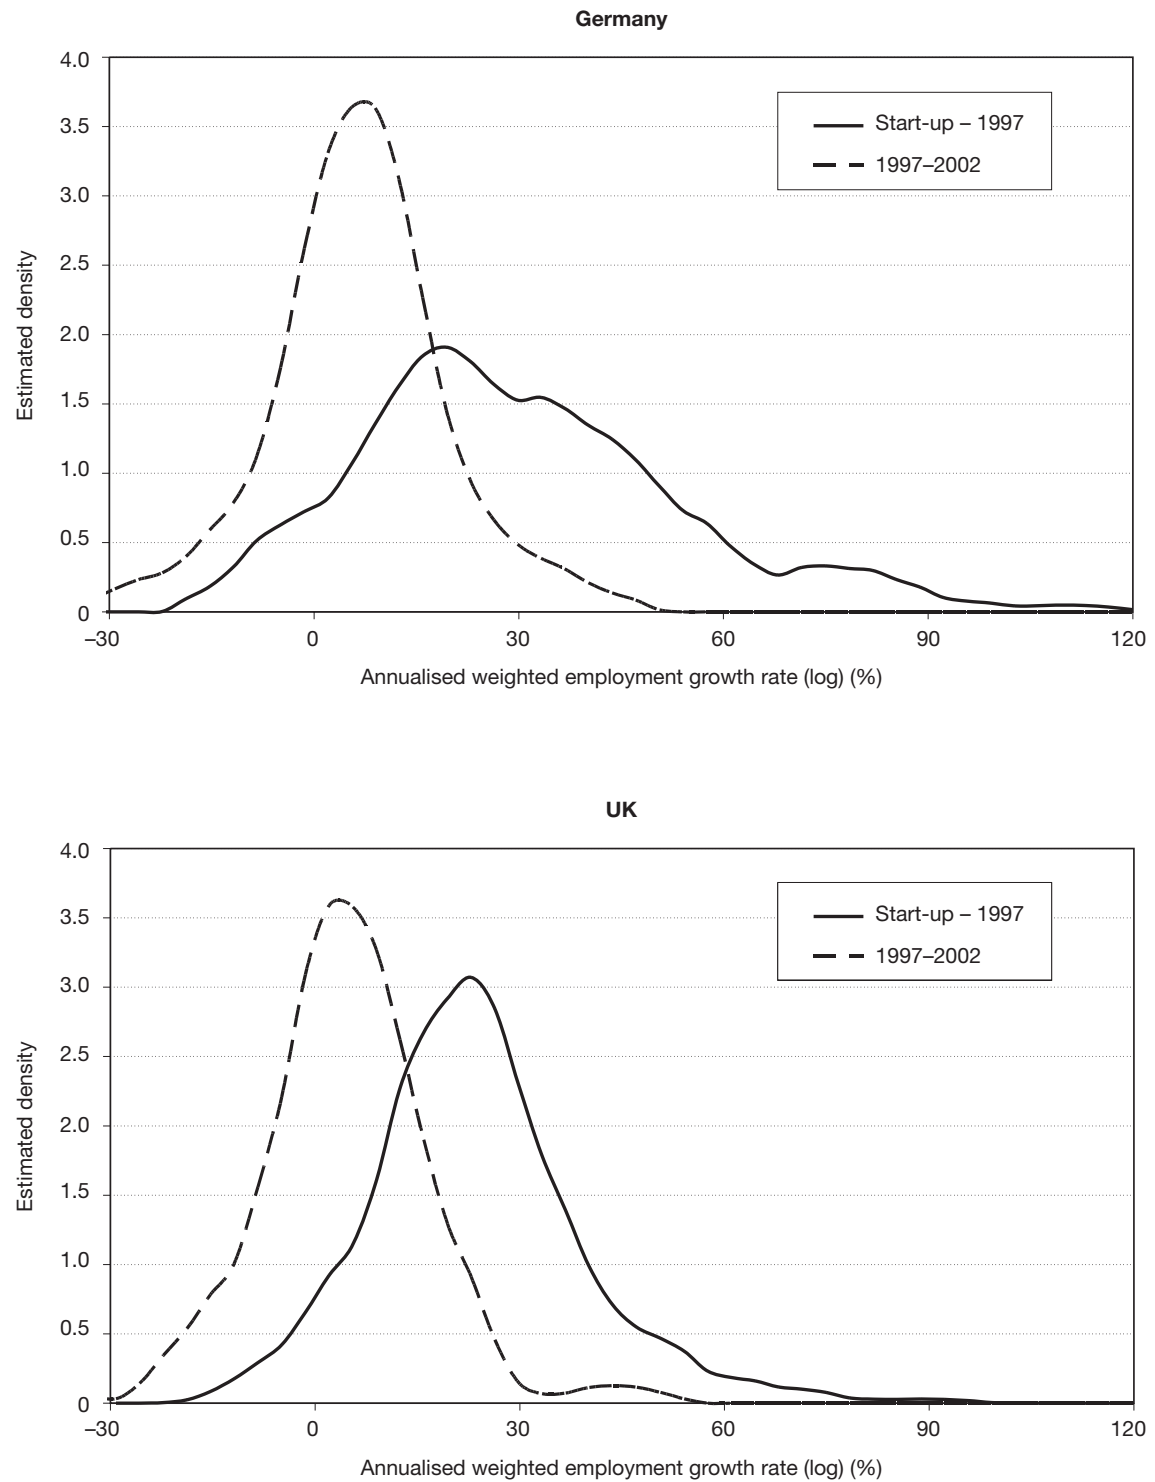 Germany
4.0
3.5
3.0
2.5
2.0
1.5
1.0
0.5
0
Estimated density
Start-up – 1997
1997–2002
–30 0 30 60 90 120
Annualised weighted employment growth rate (log) (%)
UK
4.0
3.5
3.0
2.5
2.0
1.5
1.0
0.5
0
Estimated density
Start-up – 1997
1997–2002
–30 0 30 60 90 120
Annualised weighted employment growth rate (log) (%)